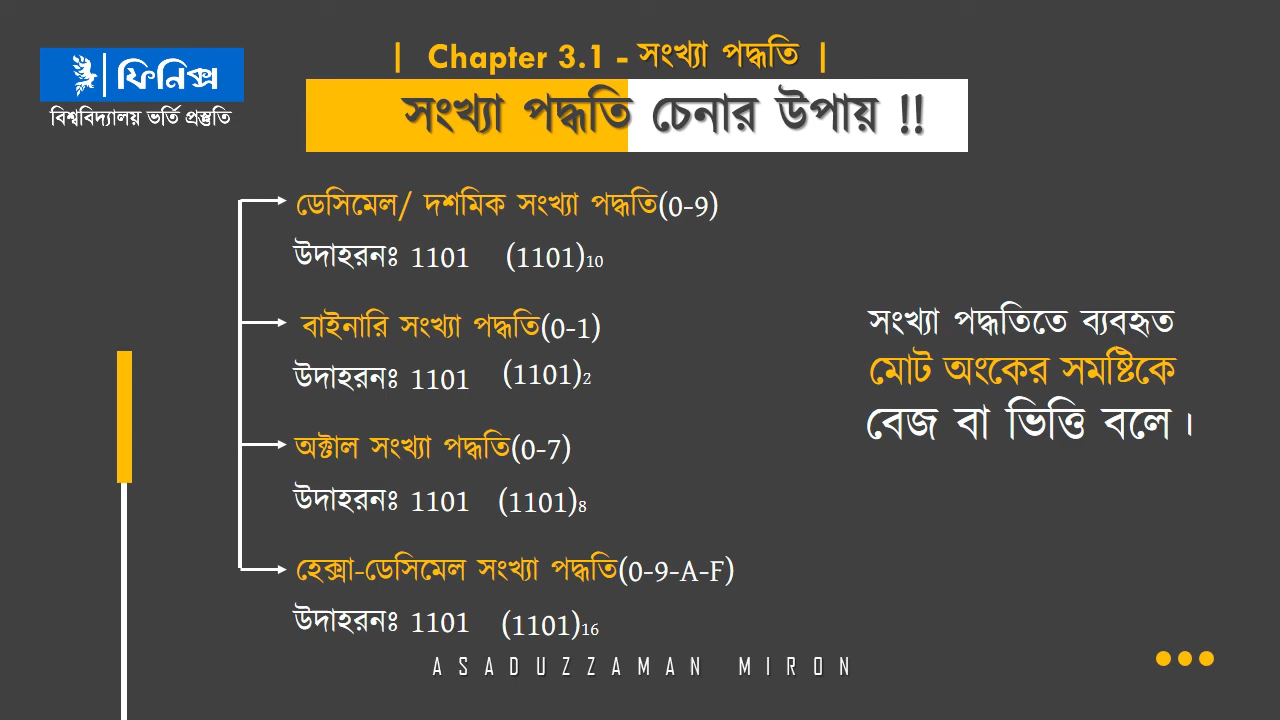 | Chapter 3.1 - সংখ্যা পদ্ধতি |
ফিনিক্স
বিশ্ববিদ্যালয় ভর্তি প্রস্তুতি
সংখ্যা পদ্ধতি চেনার উপায় !!
ডেসিমেল/ দশমিক সংখ্যা পদ্ধতি(0-9)
উদাহরনঃ 1101 (1101)₁₀
বাইনারি সংখ্যা পদ্ধতি(0-1)
উদাহরনঃ 1101 (1101)₂
অক্টাল সংখ্যা পদ্ধতি(0-7)
উদাহরনঃ 1101 (1101)₈
হেক্সা-ডেসিমেল সংখ্যা পদ্ধতি(0-9-A-F)
উদাহরনঃ 1101 (1101)₁₆
সংখ্যা পদ্ধতিতে ব্যবহৃত
মোট অংকের সমষ্টিকে
বেজ বা ভিত্তি বলে।
ASADUZZAMAN MIRON